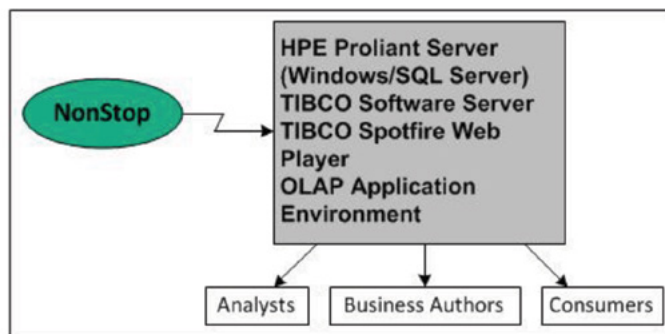 NonStop
HPE Proliant Server
(Windows/SQL Server)
TIBCO Software Server
TIBCO Spotfire Web
Player
OLAP Application
Environment
Analysts
Business Authors
Consumers